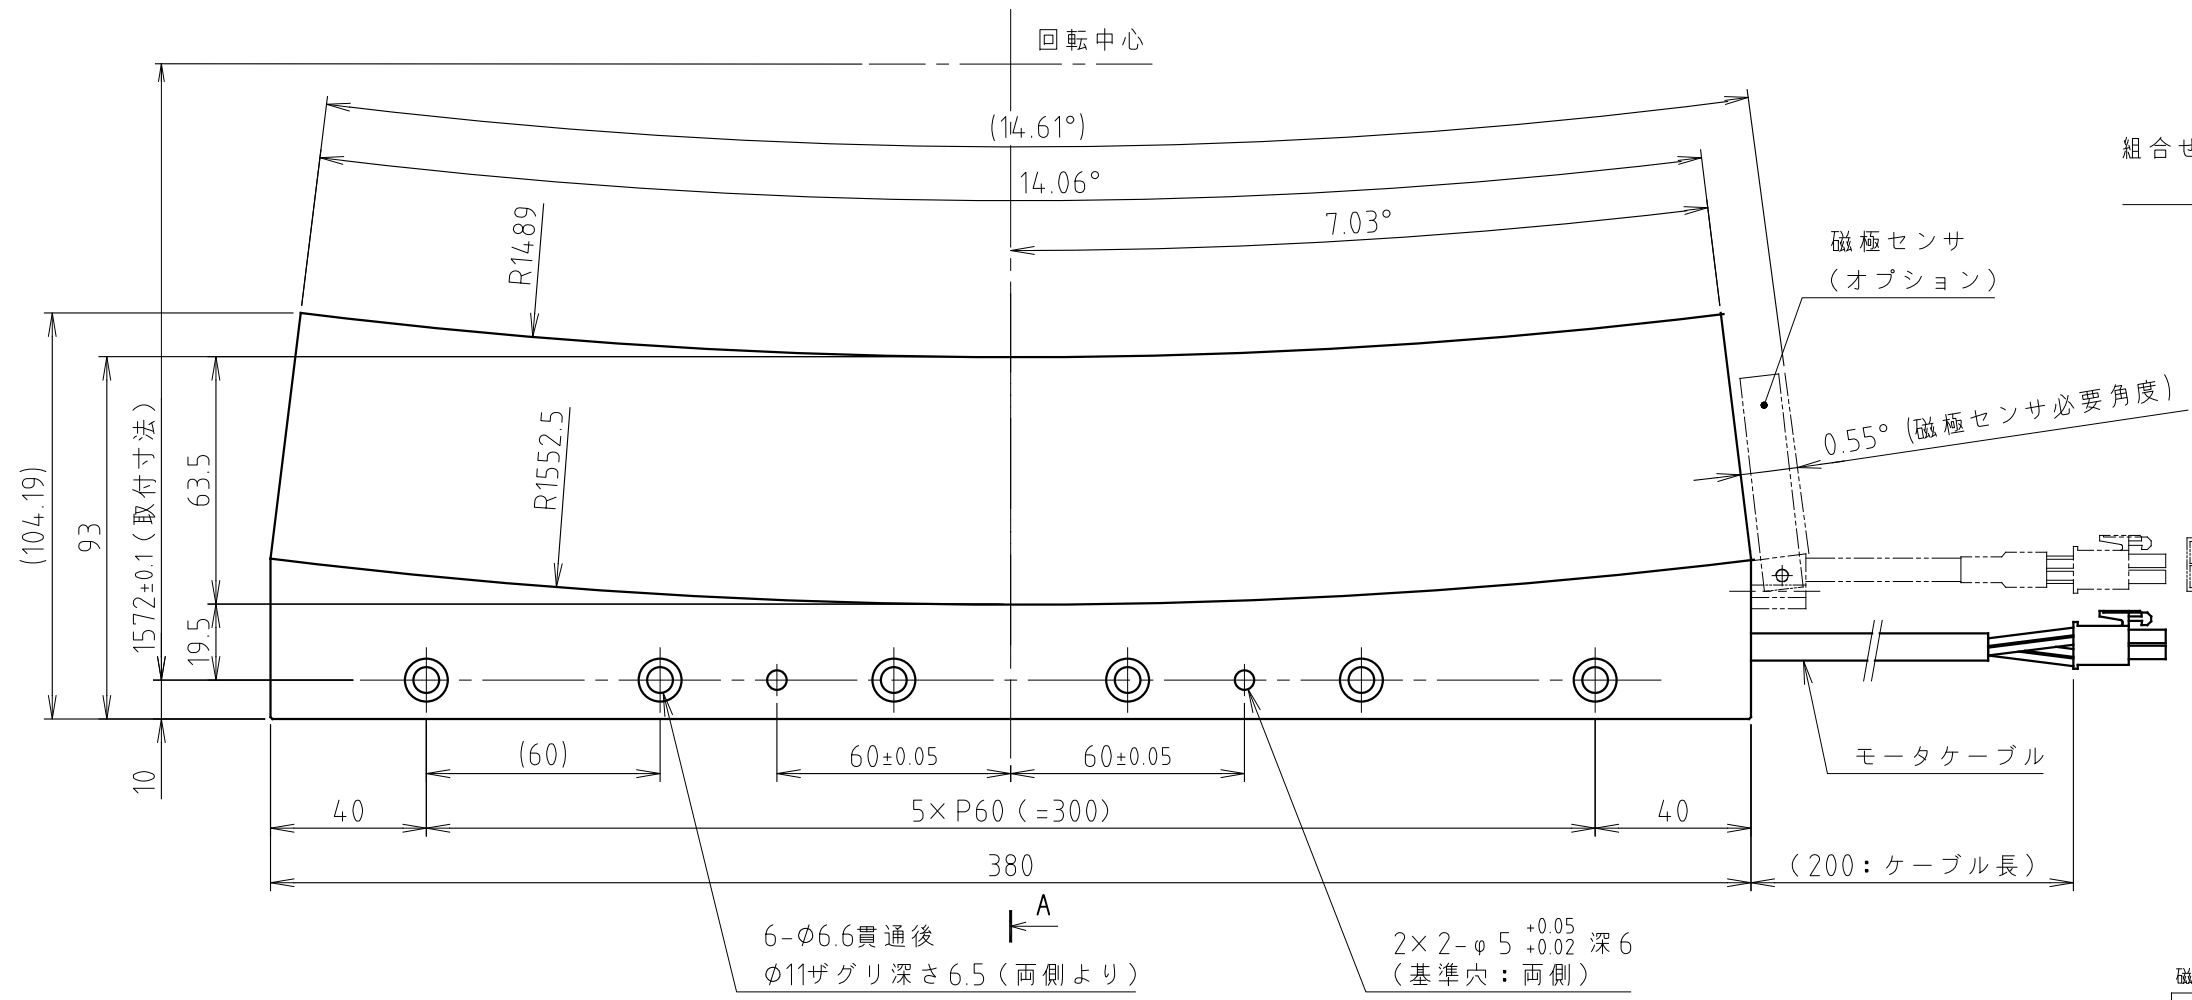 回転中心
(14.61°)
14.06°
7.03°
組合せ
R1489
磁極センサ
(オプション)
0.55° (磁極センサ必要角度)
R1552.5
(104.19)
93
1572±0.1(取付寸法)
63.5
19.5
10
(60)
60±0.05
60±0.05
モータケーブル
40
5×P60(=300)
40
380
(200:ケーブル長)
A
6-Φ6.6貫通後
Φ11ザグリ深さ6.5(両側より)
2×2-φ5 +0.05 +0.02 深6
(基準穴:両側)
磁